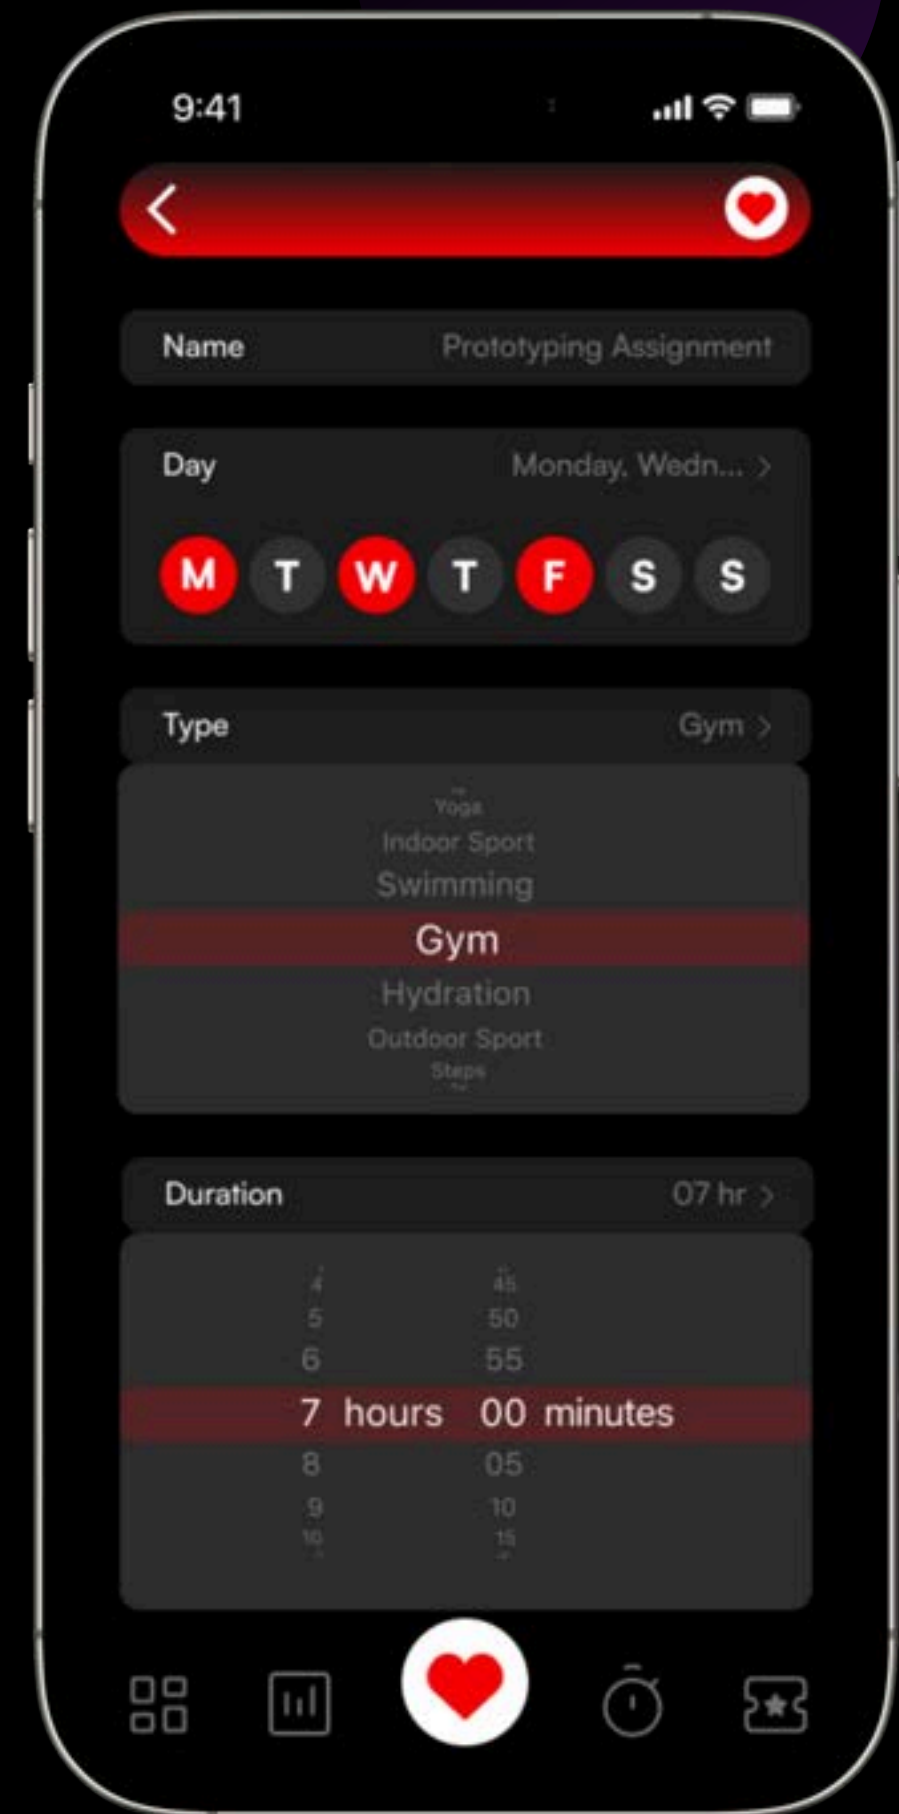 9:41
Name Prototyping Assignment
Day Monday, Wedn... >
M T W T F S S
Type Gym >
Yoga
Indoor Sport
Swimming
Gym
Hydration
Outdoor Sport
Steps
Duration 07 hr >
4 45
5 50
6 55
7 hours 00 minutes
8 05
9 10
10 15